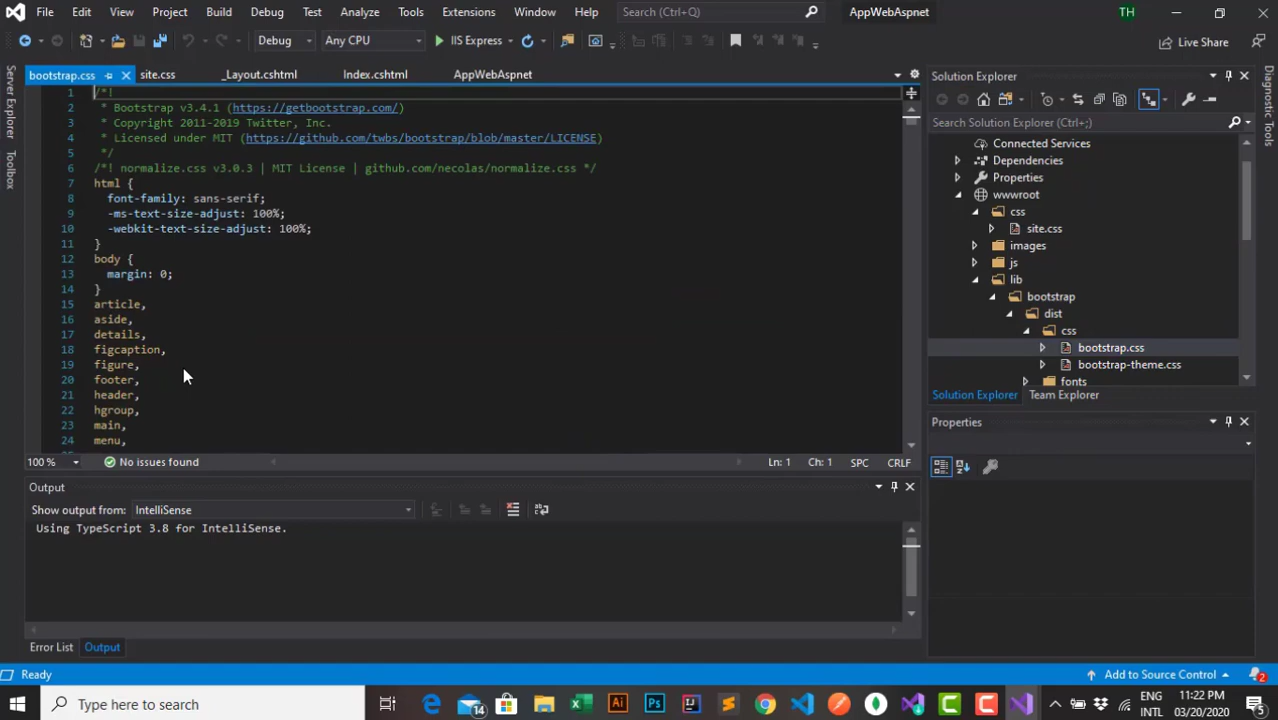 File Edit View Project Build Debug Test Analyze Tools Extensions Window Help Search (Ctrl+Q) AppWebAspnet TH
Debug Any CPU IIS Express Live Share
Server Explorer
Toolbox
bootstrap.css site.css _Layout.cshtml Index.cshtml AppWebAspnet
1 /*!
2 * Bootstrap v3.4.1 (https://getbootstrap.com/)
3 * Copyright 2011-2019 Twitter, Inc.
4 * Licensed under MIT (https://github.com/twbs/bootstrap/blob/master/LICENSE)
5 */
6 /*! normalize.css v3.0.3 | MIT License | github.com/necolas/normalize.css */
7 html {
8 font-family: sans-serif;
9 -ms-text-size-adjust: 100%;
10 -webkit-text-size-adjust: 100%;
11 }
12 body {
13 margin: 0;
14 }
15 article,
16 aside,
17 details,
18 figcaption,
19 figure,
20 footer,
21 header,
22 hgroup,
23 main,
24 menu,
100 % No issues found Ln: 1 Ch: 1 SPC CRLF
Output
Show output from: IntelliSense
Using TypeScript 3.8 for IntelliSense.
Error List Output
Solution Explorer
Search Solution Explorer (Ctrl+;)
Connected Services
Dependencies
Properties
wwwroot
css
site.css
images
js
lib
bootstrap
dist
css
bootstrap.css
bootstrap-theme.css
fonts
Solution Explorer Team Explorer
Properties
Diagnostic Tools
Ready Add to Source Control 2
Type here to search 14 ENG INTL 11:22 PM 03/20/2020 5